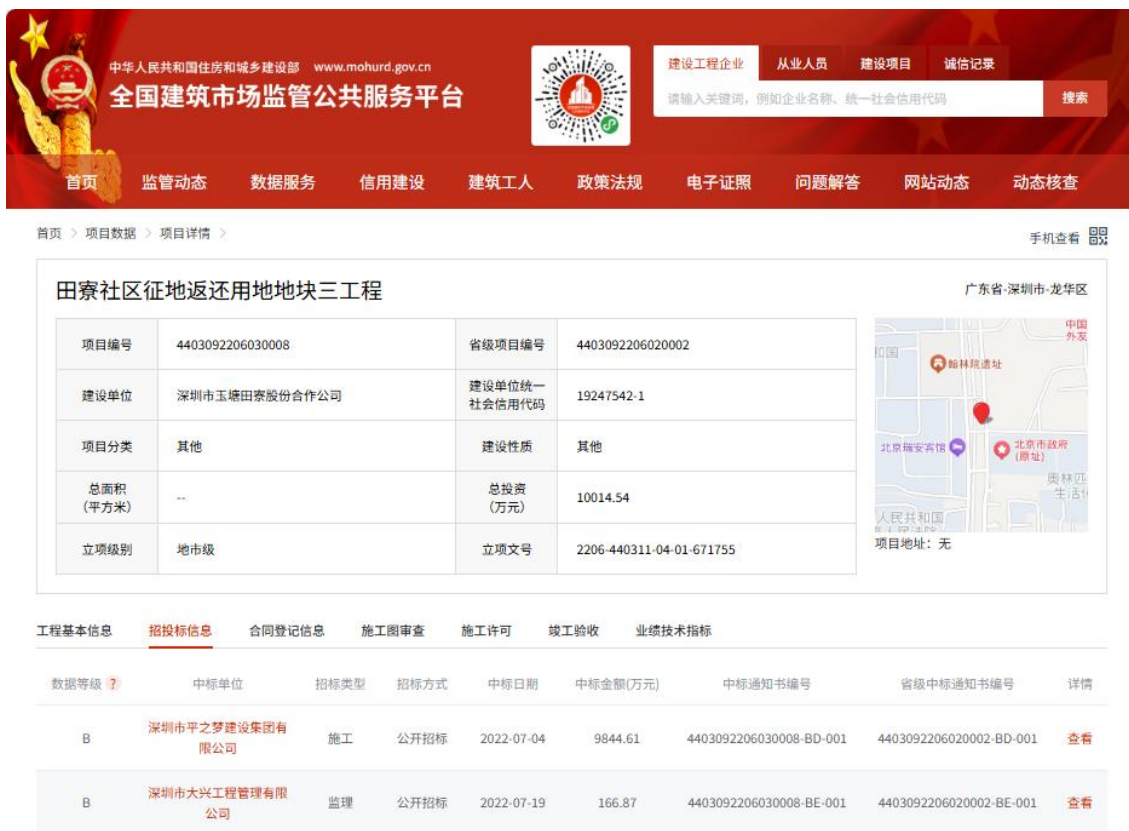 中华人民共和国住房和城乡建设部 www.mohurd.gov.cn
全国建筑市场监管公共服务平台
建设工程企业 从业人员 建设项目 诚信记录
请输入关键词，例如企业名称、统一社会信用代码 搜索
首页 监管动态 数据服务 信用建设 建筑工人 政策法规 电子证照 问题解答 网站动态 动态核查
首页 > 项目数据 > 项目详情 >
手机查看
田寮社区征地返还用地地块三工程
广东省-深圳市-龙华区
项目编号 4403092206030008 省级项目编号 4403092206020002
建设单位 深圳市玉塘田寮股份合作公司 建设单位统一
社会信用代码 19247542-1
项目分类 其他 建设性质 其他
总面积
（平方米） -- 总投资
（万元） 10014.54
立项级别 地市级 立项文号 2206-440311-04-01-671755
中国
外友
和国
翰林院遗址
北京瑞安宾馆
北京市政府
(原址)
奥林匹
生活
人民共和国
项目地址：无
工程基本信息 招投标信息 合同登记信息 施工图审查 施工许可 竣工验收 业绩技术指标
数据等级 ? 中标单位 招标类型 招标方式 中标日期 中标金额(万元) 中标通知书编号 省级中标通知书编号 详情
B 深圳市平之梦建设集团有
限公司 施工 公开招标 2022-07-04 9844.61 4403092206030008-BD-001 4403092206020002-BD-001 查看
B 深圳市大兴工程管理有限
公司 监理 公开招标 2022-07-19 166.87 4403092206030008-BE-001 4403092206020002-BE-001 查看